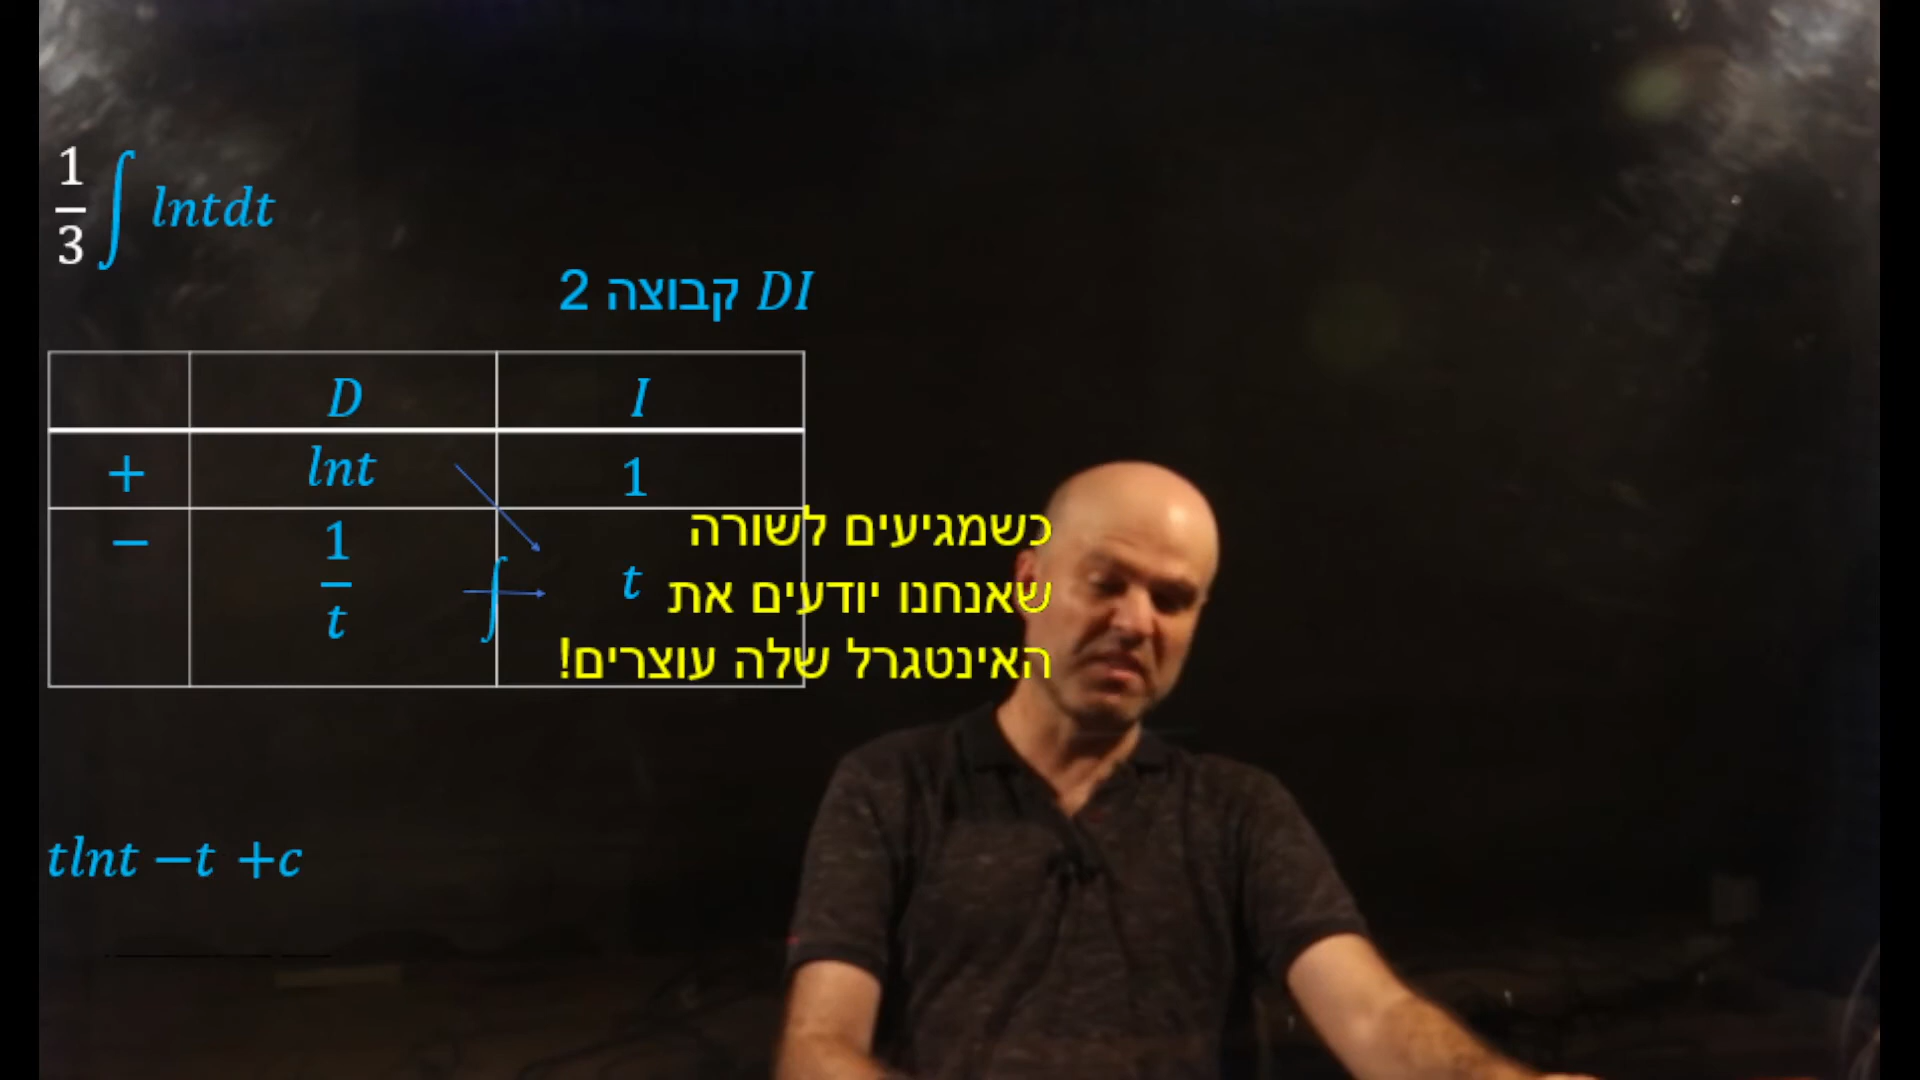 1/3 ∫ lntdt
DI קבוצה 2
D I
+ lnt 1
− 1/t ∫ t
כשמגיעים לשורה
שאנחנו יודעים את
האינטגרל שלה עוצרים!
tlnt −t +c